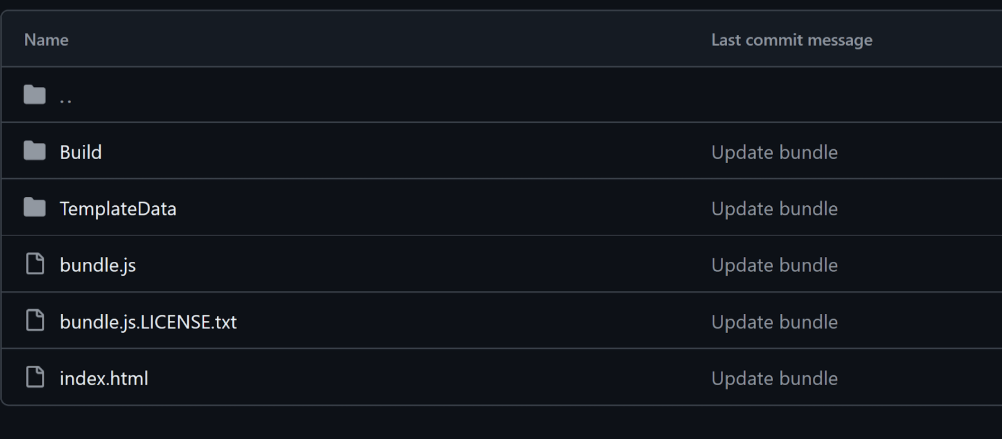 Name Last commit message
..
Build Update bundle
TemplateData Update bundle
bundle.js Update bundle
bundle.js.LICENSE.txt Update bundle
index.html Update bundle